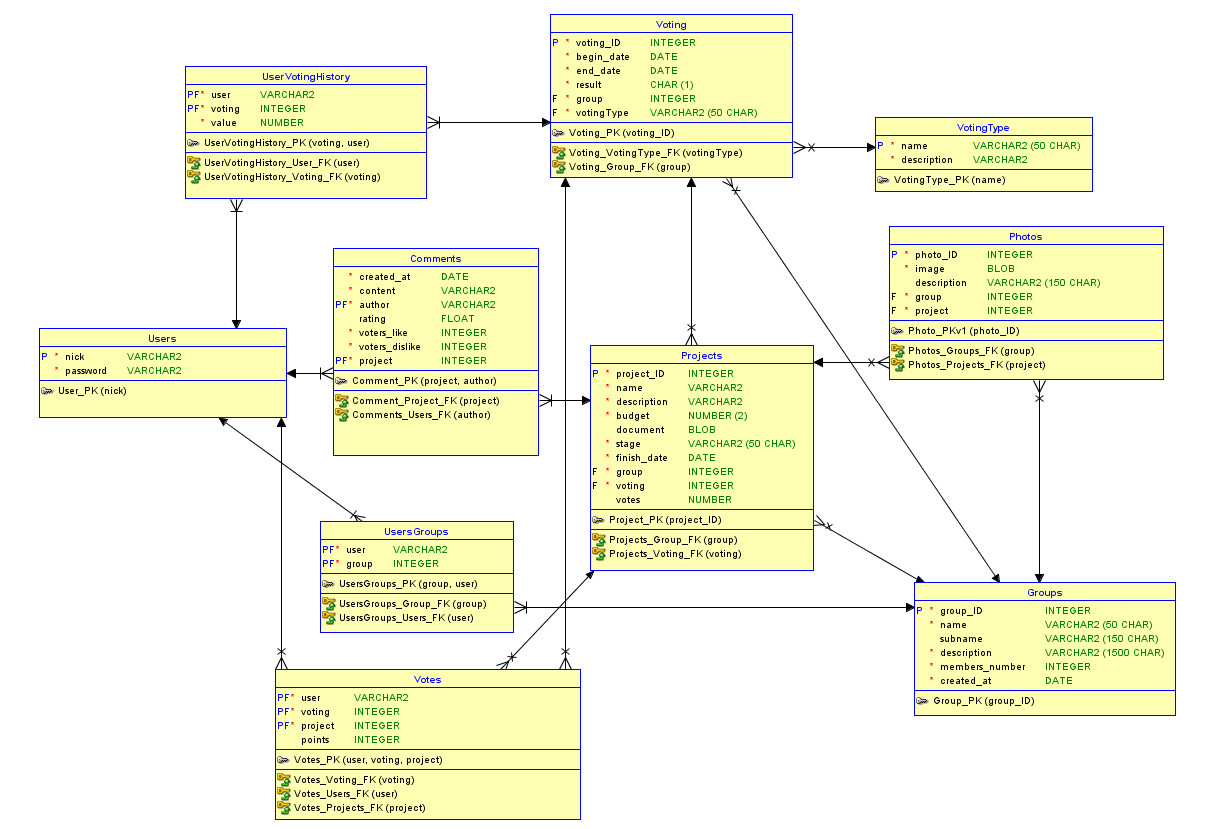 Voting
P * voting_ID INTEGER
* begin_date DATE
* end_date DATE
* result CHAR (1)
F * group INTEGER
F * votingType VARCHAR2 (50 CHAR)
Voting_PK (voting_ID)
Voting_VotingType_FK (votingType)
Voting_Group_FK (group)
UserVotingHistory
PF* user VARCHAR2
PF* voting INTEGER
* value NUMBER
UserVotingHistory_PK (voting, user)
UserVotingHistory_User_FK (user)
UserVotingHistory_Voting_FK (voting)
VotingType
P * name VARCHAR2 (50 CHAR)
* description VARCHAR2
VotingType_PK (name)
Photos
P * photo_ID INTEGER
* image BLOB
description VARCHAR2 (150 CHAR)
F * group INTEGER
F * project INTEGER
Photo_PKv1 (photo_ID)
Photos_Groups_FK (group)
Photos_Projects_FK (project)
Comments
* created_at DATE
* content VARCHAR2
PF* author VARCHAR2
rating FLOAT
* voters_like INTEGER
* voters_dislike INTEGER
PF* project INTEGER
Comment_PK (project, author)
Comment_Project_FK (project)
Comments_Users_FK (author)
Users
P * nick VARCHAR2
* password VARCHAR2
User_PK (nick)
Projects
P * project_ID INTEGER
* name VARCHAR2
* description VARCHAR2
* budget NUMBER (2)
document BLOB
* stage VARCHAR2 (50 CHAR)
* finish_date DATE
F * group INTEGER
F * voting INTEGER
votes NUMBER
Project_PK (project_ID)
Projects_Group_FK (group)
Projects_Voting_FK (voting)
UsersGroups
PF* user VARCHAR2
PF* group INTEGER
UsersGroups_PK (group, user)
UsersGroups_Group_FK (group)
UsersGroups_Users_FK (user)
Groups
P * group_ID INTEGER
* name VARCHAR2 (50 CHAR)
subname VARCHAR2 (150 CHAR)
* description VARCHAR2 (1500 CHAR)
* members_number INTEGER
* created_at DATE
Group_PK (group_ID)
Votes
PF* user VARCHAR2
PF* voting INTEGER
PF* project INTEGER
points INTEGER
Votes_PK (user, voting, project)
Votes_Voting_FK (voting)
Votes_Users_FK (user)
Votes_Projects_FK (project)